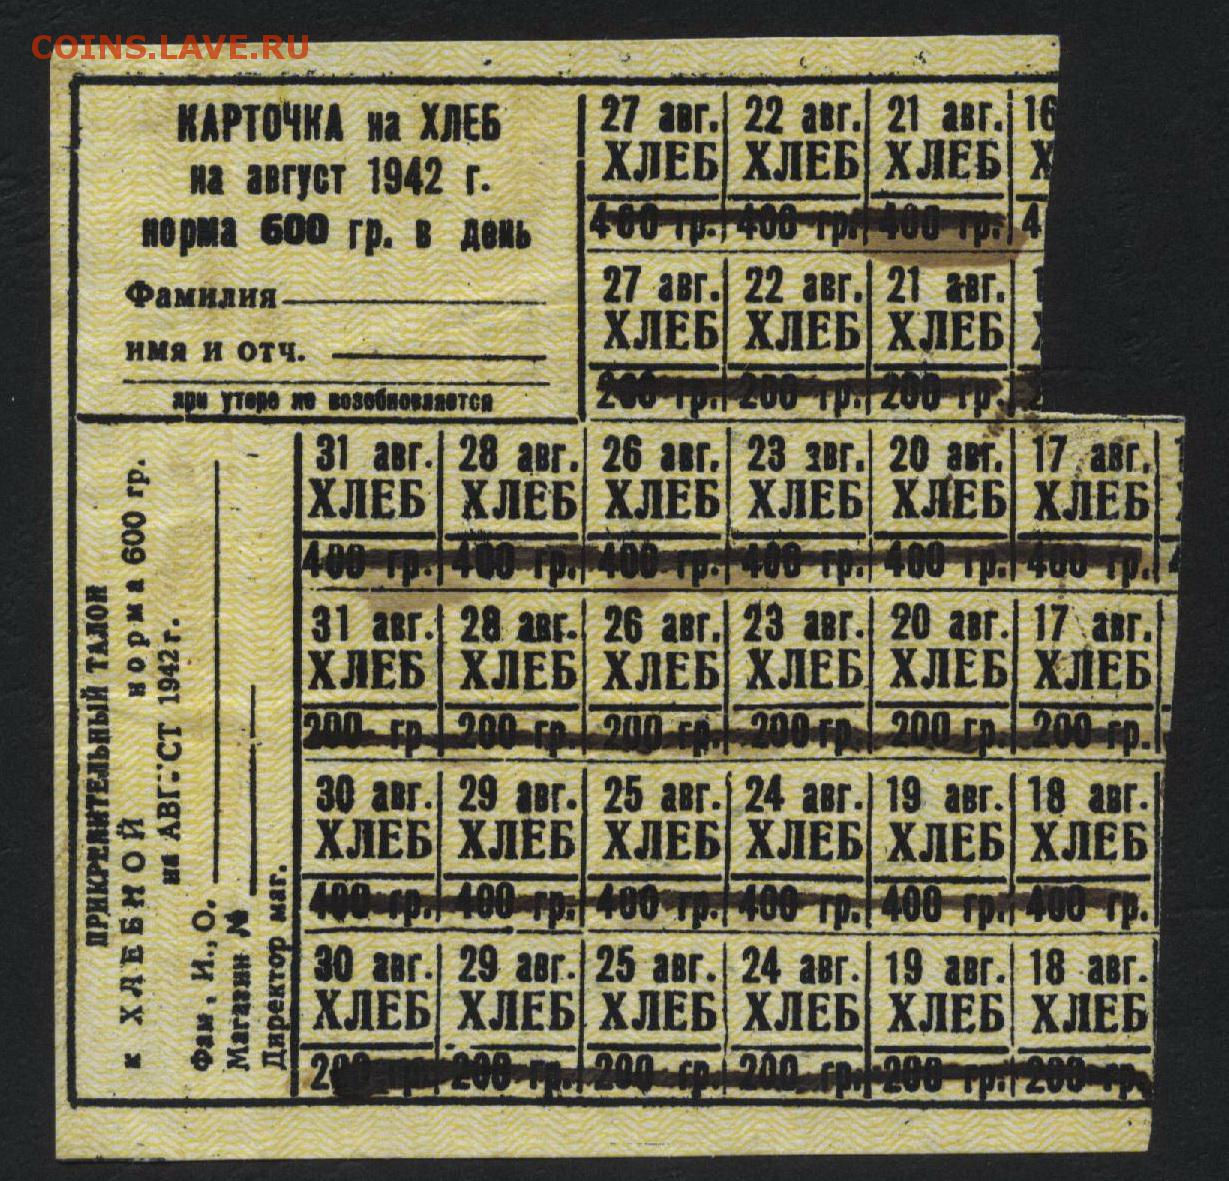 COINS.LAVE.RU
КАРТОЧКА на ХЛЕБ
на август 1942 г.
норма 600 гр. в день
Фамилия
имя и отч.
при утере не возобновляется
27 авг. 22 авг. 21 авг. 16
ХЛЕБ ХЛЕБ ХЛЕБ Х
400 гр. 400 гр. 400 гр. 4
27 авг. 22 авг. 21 авг. 1
ХЛЕБ ХЛЕБ ХЛЕБ
200 гр. 200 гр. 200 гр. 2
ПРИКРЕПИТЕЛЬНЫЙ ТАЛОН
к ХЛЕБНОЙ норма 600 гр.
на АВГУСТ 1942 г.
Фам. И., О.
Магазин №
Директор маг.
31 авг. 28 авг. 26 авг. 23 авг. 20 авг. 17 авг. 1
ХЛЕБ ХЛЕБ ХЛЕБ ХЛЕБ ХЛЕБ ХЛЕБ
400 гр. 400 гр. 400 гр. 400 гр. 400 гр. 400 гр. 4
31 авг. 28 авг. 26 авг. 23 авг. 20 авг. 17 авг.
ХЛЕБ ХЛЕБ ХЛЕБ ХЛЕБ ХЛЕБ ХЛЕБ
200 гр. 200 гр. 200 гр. 200 гр. 200 гр. 200 гр.
30 авг. 29 авг. 25 авг. 24 авг. 19 авг. 18 авг.
ХЛЕБ ХЛЕБ ХЛЕБ ХЛЕБ ХЛЕБ ХЛЕБ
400 гр. 400 гр. 400 гр. 400 гр. 400 гр. 400 гр.
30 авг. 29 авг. 25 авг. 24 авг. 19 авг. 18 авг.
ХЛЕБ ХЛЕБ ХЛЕБ ХЛЕБ ХЛЕБ ХЛЕБ
200 гр. 200 гр. 200 гр. 200 гр. 200 гр. 200 гр.